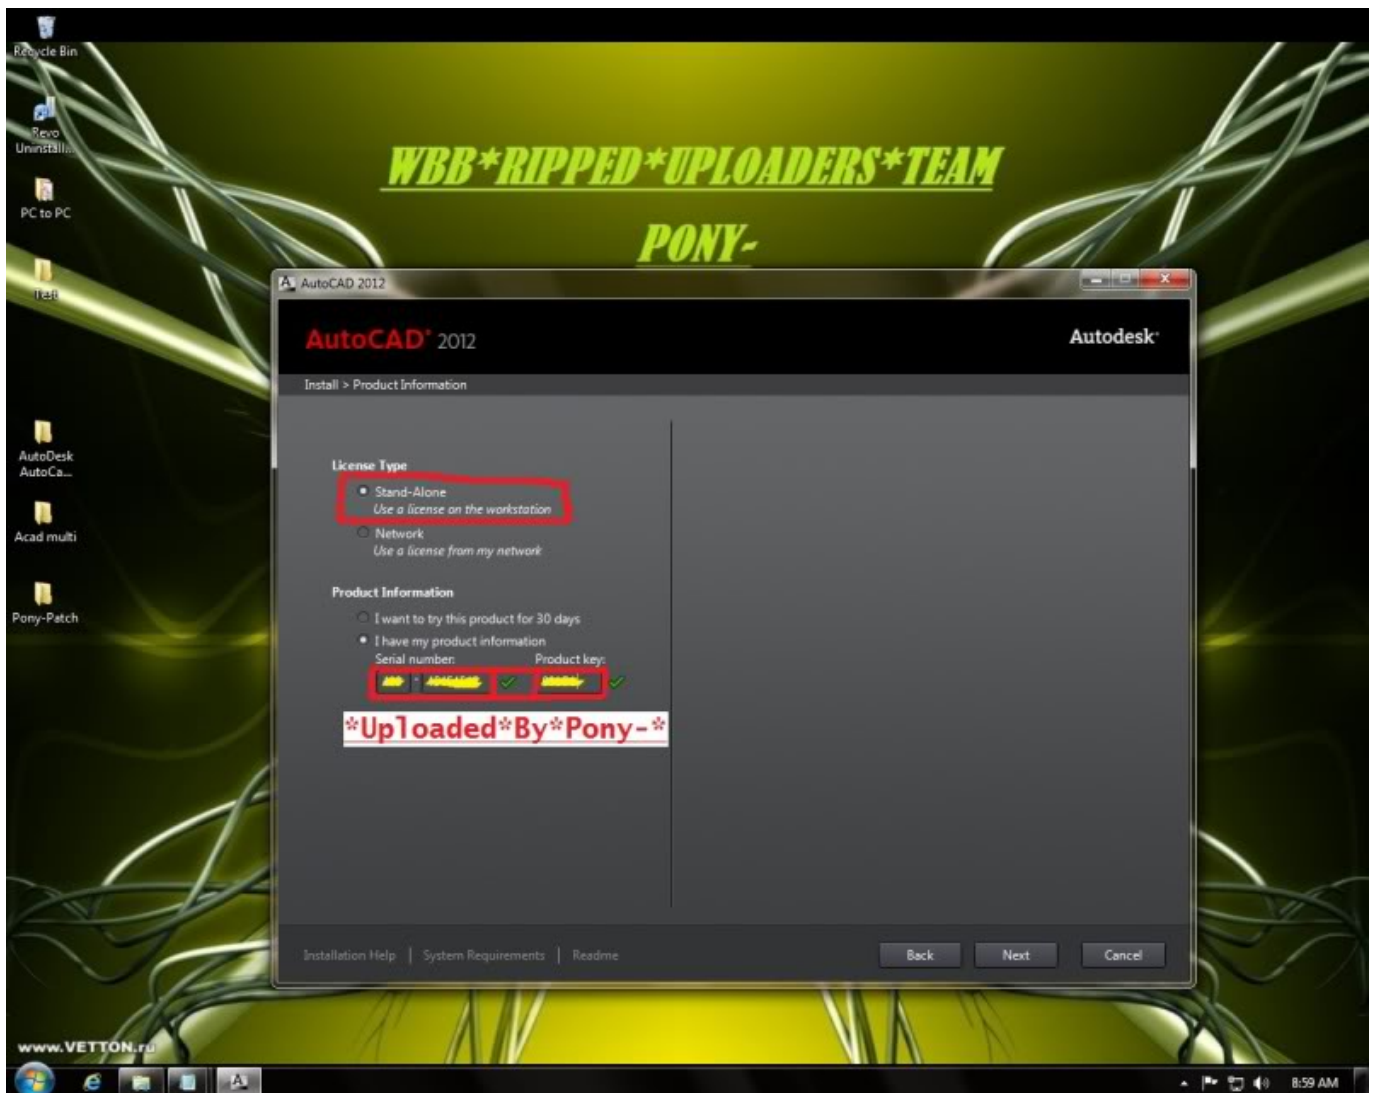 Recycle Bin
Revo
Uninstall...
PC to PC
Test
AutoDesk
AutoCa...
Acad multi
Pony-Patch
WBB*RIPPED*UPLOADERS*TEAM
PONY-
AutoCAD 2012
AutoCAD 2012
Autodesk
Install > Product Information
License Type
Stand-Alone
Use a license on the workstation
Network
Use a license from my network
Product Information
I want to try this product for 30 days
I have my product information
Serial number: Product key:
*Uploaded*By*Pony-*
Installation Help | System Requirements | Readme
Back Next Cancel
www.VETTON.ru
8:59 AM